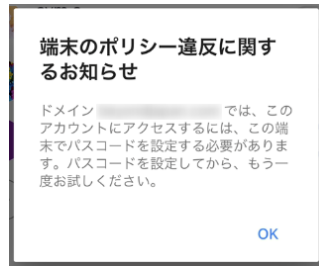 端末のポリシー違反に関す
るお知らせ
ドメイン では、この
アカウントにアクセスするには、この端
末でパスコードを設定する必要がありま
す。パスコードを設定してから、もう一
度お試しください。
OK